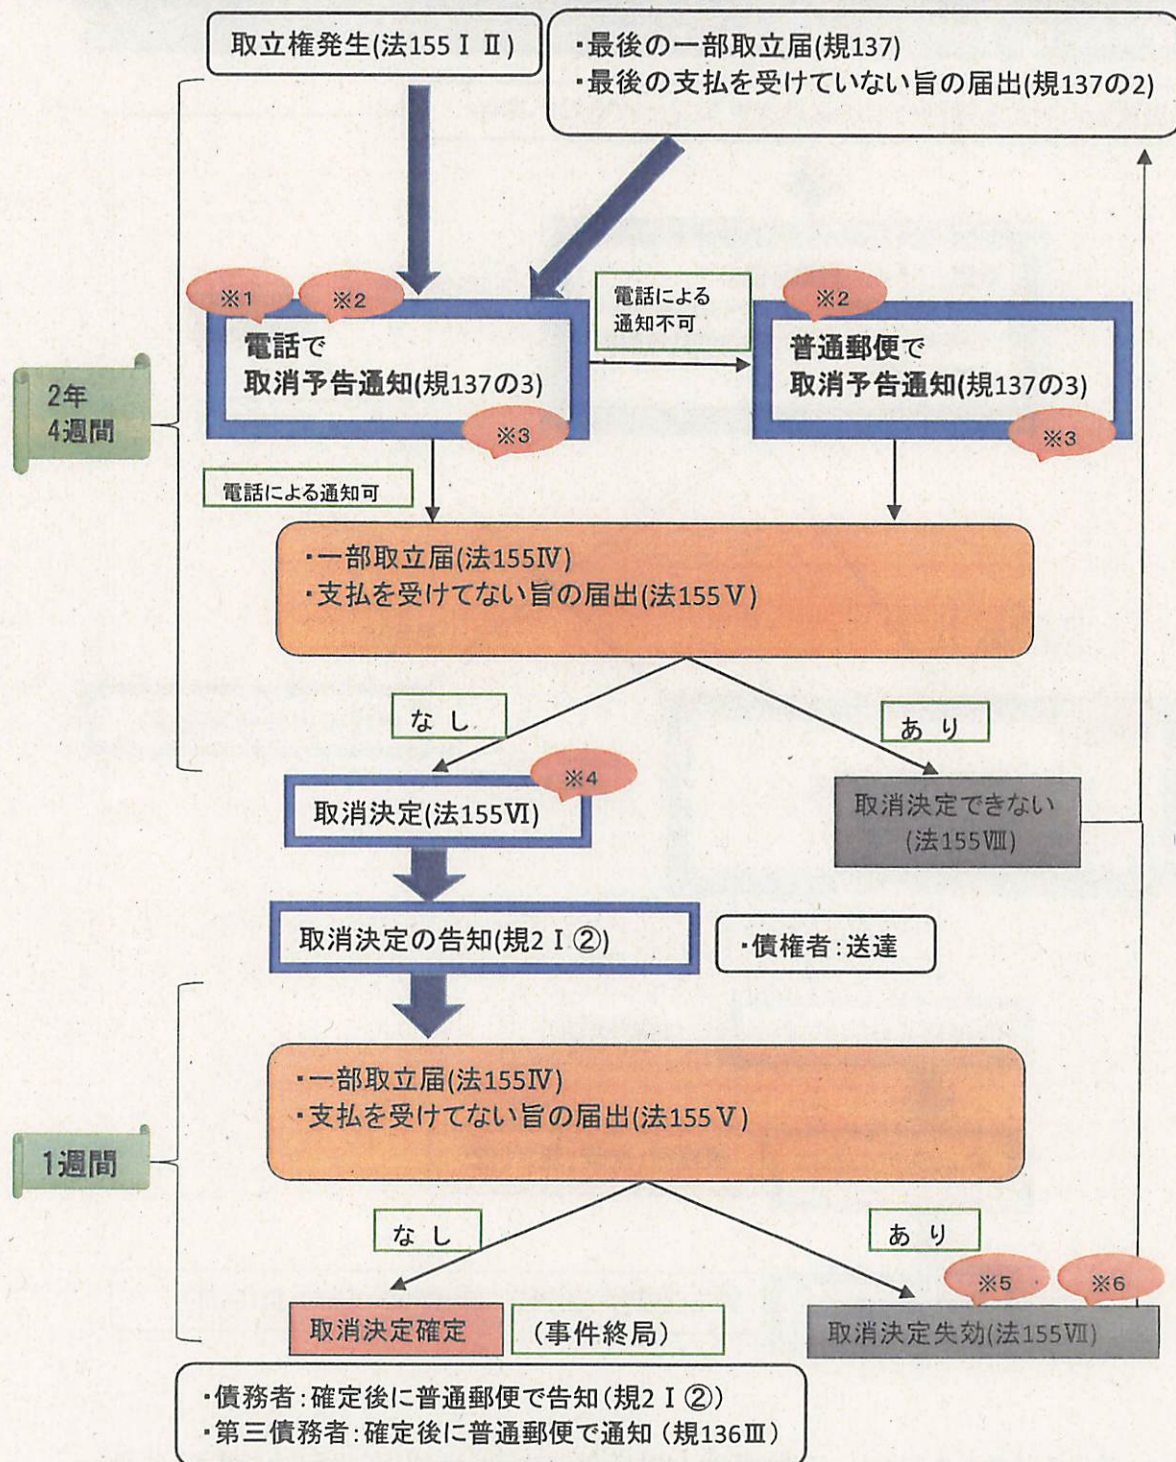 取立権発生(法155ⅠⅡ)
・最後の一部取立届(規137)
・最後の支払を受けていない旨の届出(規137の2)
※1
※2
電話で
取消予告通知(規137の3)
※3
電話による
通知不可
※2
普通郵便で
取消予告通知(規137の3)
※3
2年
4週間
電話による通知可
・一部取立届(法155Ⅳ)
・支払を受けてない旨の届出(法155Ⅴ)
なし
あり
※4
取消決定(法155Ⅵ)
取消決定できない
(法155Ⅷ)
取消決定の告知(規2Ⅰ②)
・債権者:送達
・一部取立届(法155Ⅳ)
・支払を受けてない旨の届出(法155Ⅴ)
1週間
なし
あり
※5
※6
取消決定確定
(事件終局)
取消決定失効(法155Ⅶ)
・債務者:確定後に普通郵便で告知(規2Ⅰ②)
・第三債務者:確定後に普通郵便で通知(規136Ⅲ)